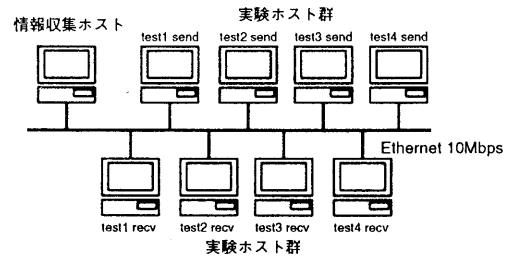 実験ホスト群
情報収集ホスト
test1 send test2 send test3 send test4 send
Ethernet 10Mbps
test1 recv test2 recv test3 recv test4 recv
実験ホスト群